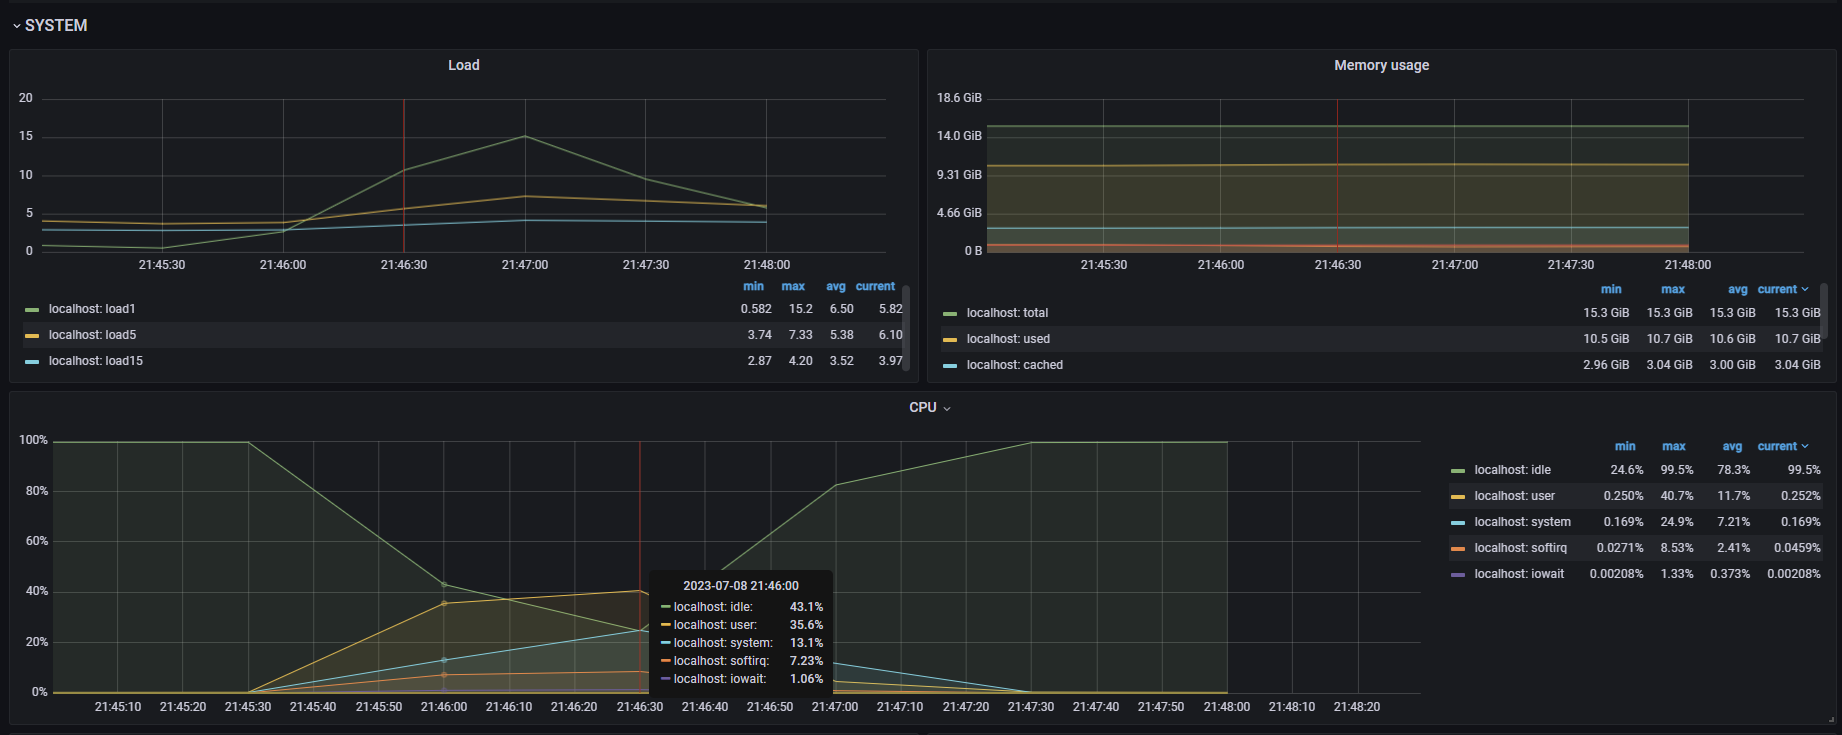 SYSTEM
Load
20
15
10
5
0
21:45:30 21:46:00 21:46:30 21:47:00 21:47:30 21:48:00
min max avg current
localhost: load1 0.582 15.2 6.50 5.82
localhost: load5 3.74 7.33 5.38 6.10
localhost: load15 2.87 4.20 3.52 3.97
Memory usage
18.6 GiB
14.0 GiB
9.31 GiB
4.66 GiB
0 B
21:45:30 21:46:00 21:46:30 21:47:00 21:47:30 21:48:00
min max avg current
localhost: total 15.3 GiB 15.3 GiB 15.3 GiB 15.3 GiB
localhost: used 10.5 GiB 10.7 GiB 10.6 GiB 10.7 GiB
localhost: cached 2.96 GiB 3.04 GiB 3.00 GiB 3.04 GiB
CPU
100%
80%
60%
40%
20%
0%
2023-07-08 21:46:00
localhost: idle: 43.1%
localhost: user: 35.6%
localhost: system: 13.1%
localhost: softirq: 7.23%
localhost: iowait: 1.06%
21:45:10 21:45:20 21:45:30 21:45:40 21:45:50 21:46:00 21:46:10 21:46:20 21:46:30 21:46:40 21:46:50 21:47:00 21:47:10 21:47:20 21:47:30 21:47:40 21:47:50 21:48:00 21:48:10 21:48:20
min max avg current
localhost: idle 24.6% 99.5% 78.3% 99.5%
localhost: user 0.250% 40.7% 11.7% 0.252%
localhost: system 0.169% 24.9% 7.21% 0.169%
localhost: softirq 0.0271% 8.53% 2.41% 0.0459%
localhost: iowait 0.00208% 1.33% 0.373% 0.00208%